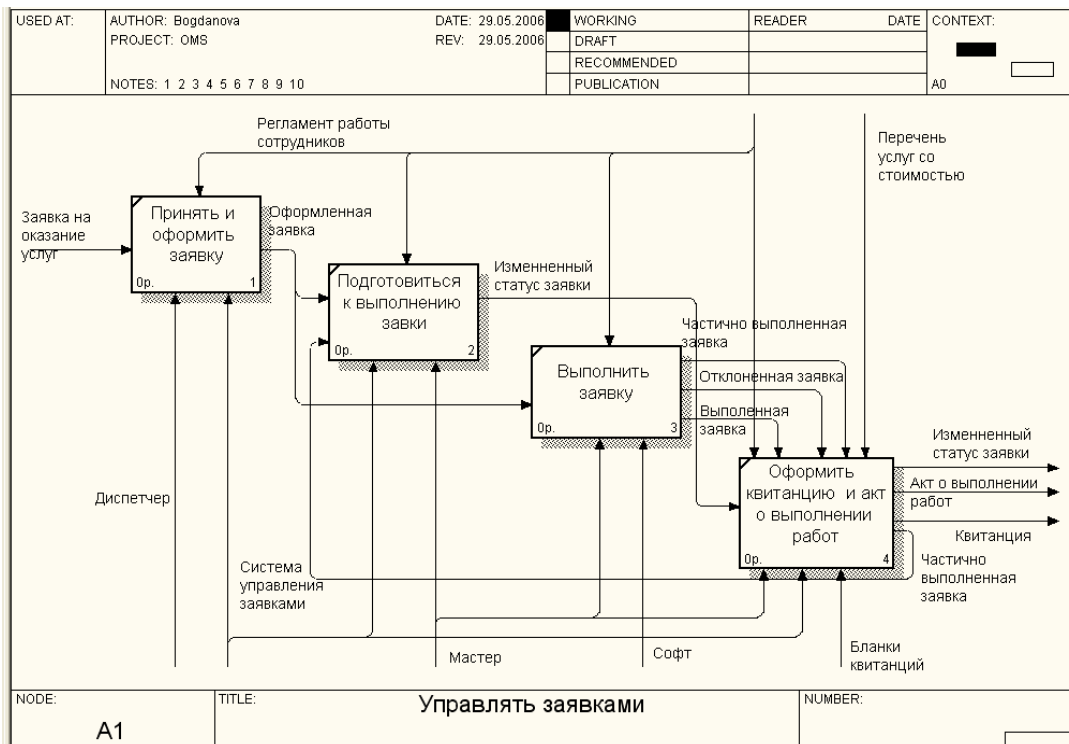 USED AT:
AUTHOR: Bogdanova
DATE: 29.05.2006
WORKING
READER
DATE
CONTEXT:
PROJECT: OMS
REV: 29.05.2006
DRAFT
RECOMMENDED
NOTES: 1 2 3 4 5 6 7 8 9 10
PUBLICATION
A0
Регламент работы
сотрудников
Перечень
услуг со
стоимостью
Заявка на
оказание
услуг
Принять и
оформить
заявку
0р.
1
Оформленная
заявка
Подготовиться
к выполнению
завки
0р.
2
Изменненный
статус заявки
Выполнить
заявку
0р.
3
Частично выполненная
заявка
Отклоненная заявка
Выполенная
заявка
Оформить
квитанцию и акт
о выполнении
работ
0р.
4
Изменненный
статус заявки
Акт о выполнении
работ
Квитанция
Частично
выполненная
заявка
Диспетчер
Система
управления
заявками
Мастер
Софт
Бланки
квитанций
NODE:
TITLE:
NUMBER:
A1
Управлять заявками